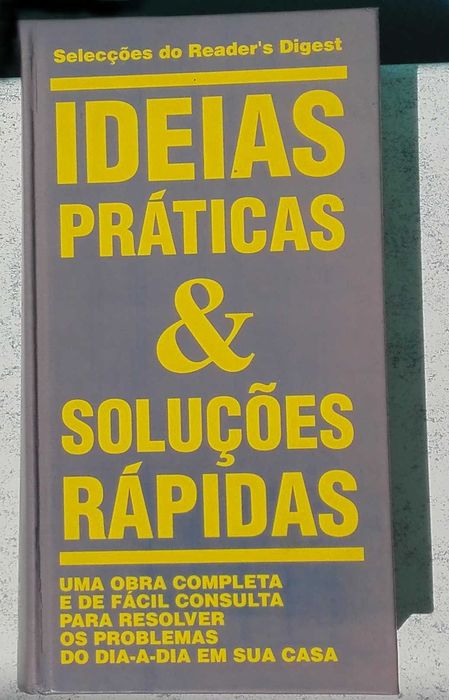 Selecções do Reader's Digest
IDEIAS
PRÁTICAS
&
SOLUÇÕES
RÁPIDAS
UMA OBRA COMPLETA
E DE FÁCIL CONSULTA
PARA RESOLVER
OS PROBLEMAS
DO DIA-A-DIA EM SUA CASA